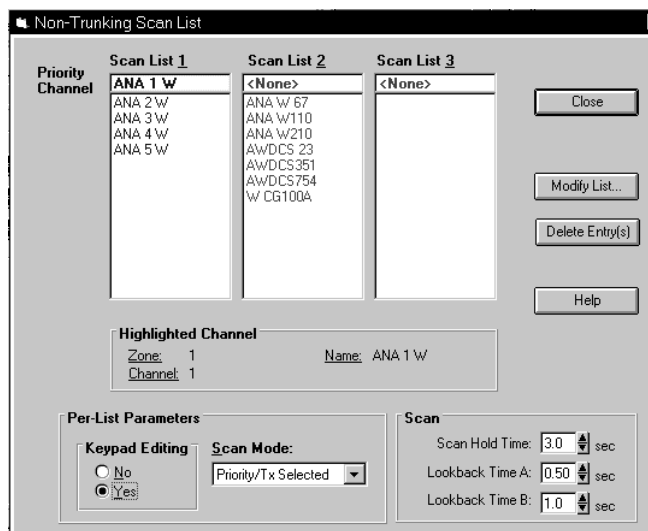 Non-Trunking Scan List
Priority Channel
Scan List 1
ANA 1 W
ANA 2 W
ANA 3 W
ANA 4 W
ANA 5 W
Scan List 2
<None>
ANA W 67
ANA W110
ANA W210
AWDCS 23
AWDCS351
AWDCS754
W CG100A
Scan List 3
<None>
Close
Modify List...
Delete Entry(s)
Help
Highlighted Channel
Zone: 1
Name: ANA 1 W
Channel: 1
Per-List Parameters
Keypad Editing
No
Yes
Scan Mode:
Priority/Tx Selected
Scan
Scan Hold Time: 3.0 sec
Lookback Time A: 0.50 sec
Lookback Time B: 1.0 sec